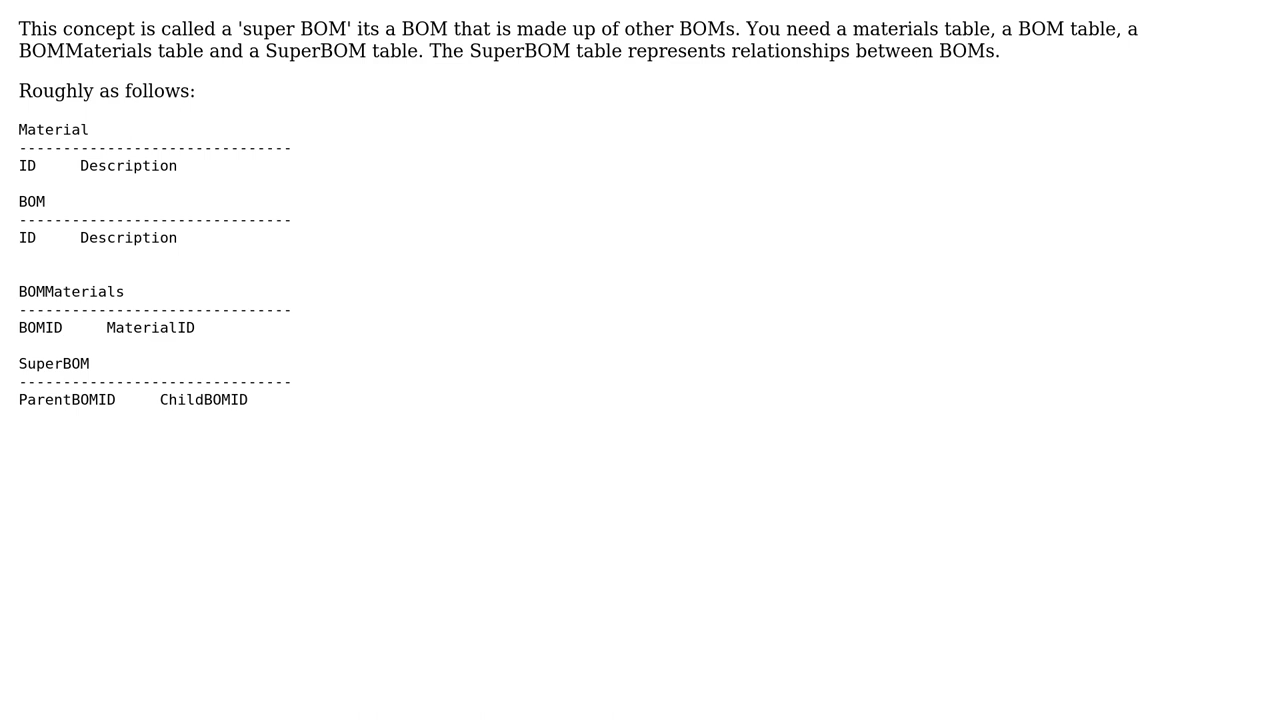 This concept is called a 'super BOM' its a BOM that is made up of other BOMs. You need a materials table, a BOM table, a
BOMMaterials table and a SuperBOM table. The SuperBOM table represents relationships between BOMs.
Roughly as follows:
Material
-------------------------------
ID     Description
BOM
-------------------------------
ID     Description
BOMMaterials
-------------------------------
BOMID     MaterialID
SuperBOM
-------------------------------
ParentBOMID     ChildBOMID